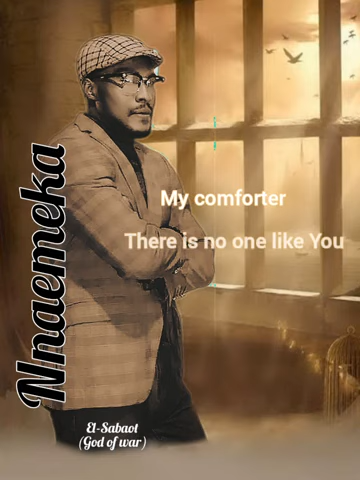 My comforter
There is no one like You
Nnaemeka
El-Sabaot
(God of war)